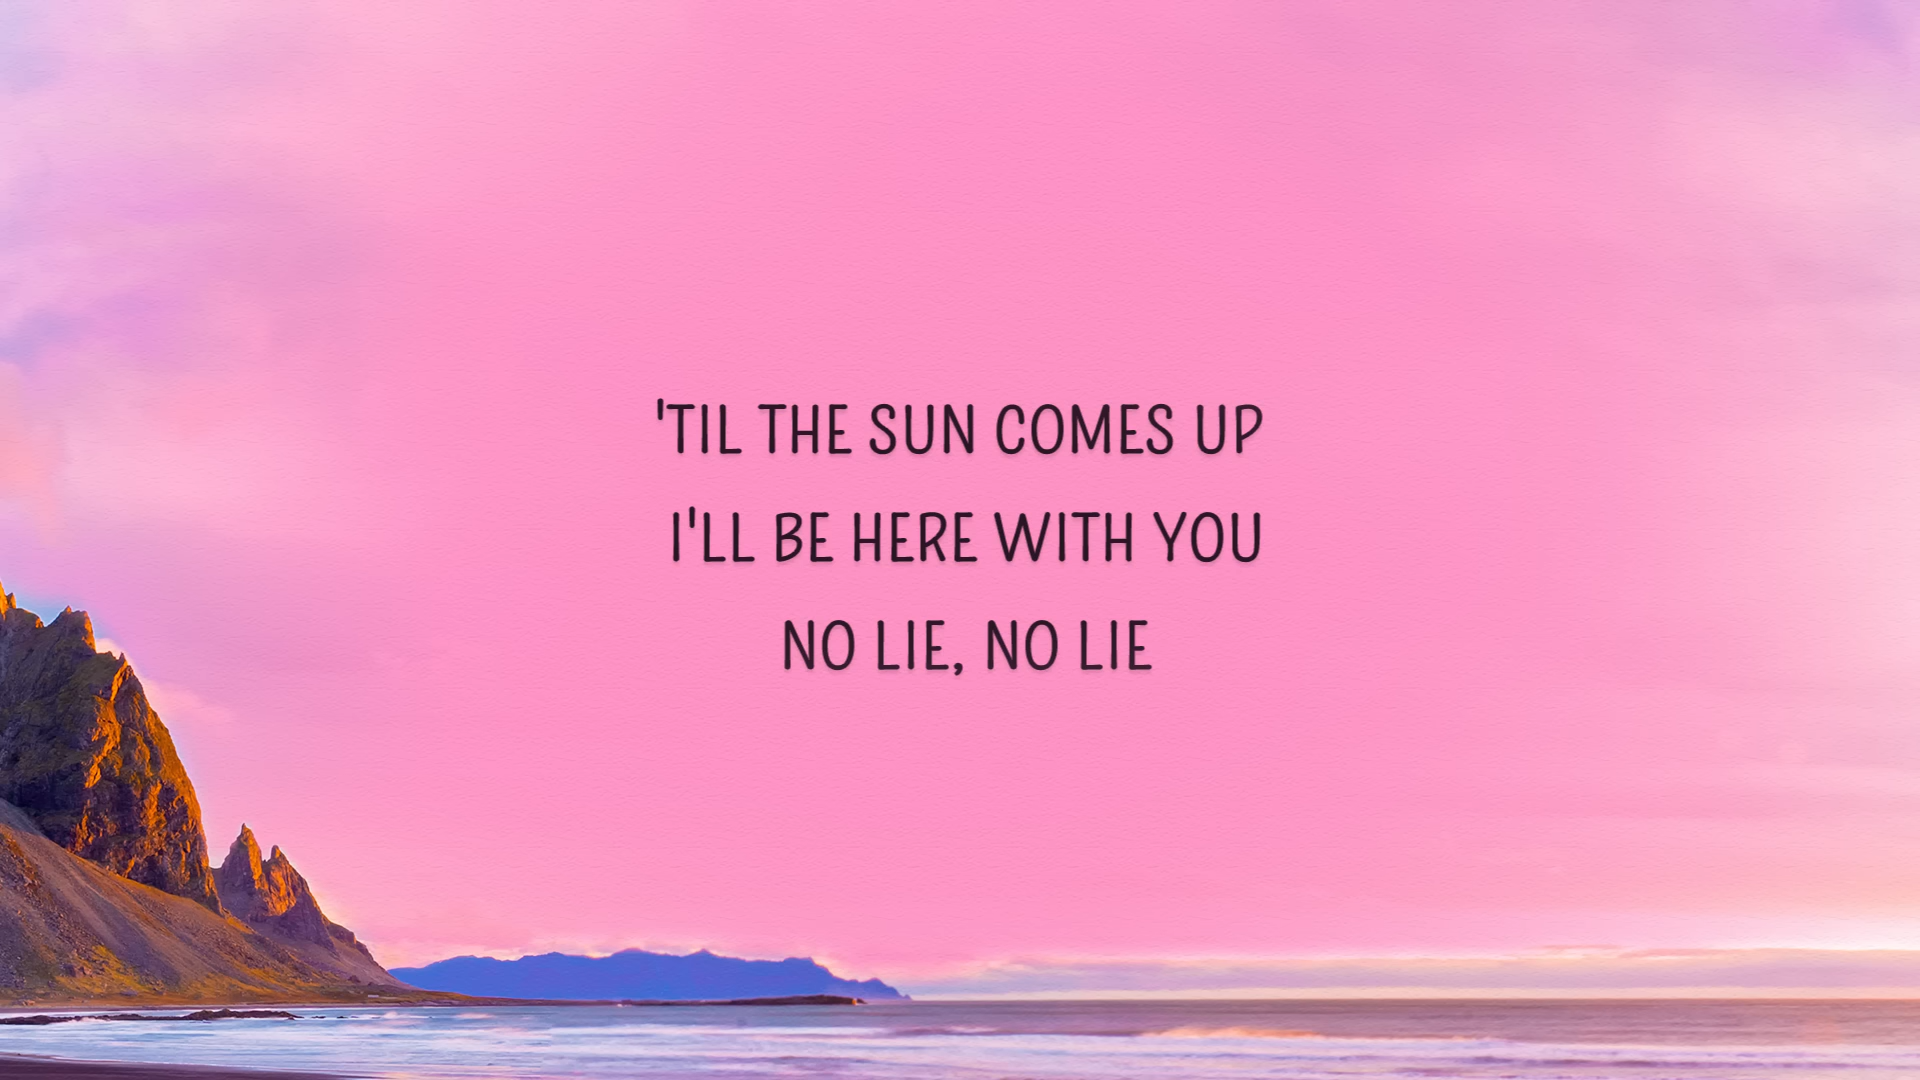 'TIL THE SUN COMES UP
I'LL BE HERE WITH YOU
NO LIE, NO LIE